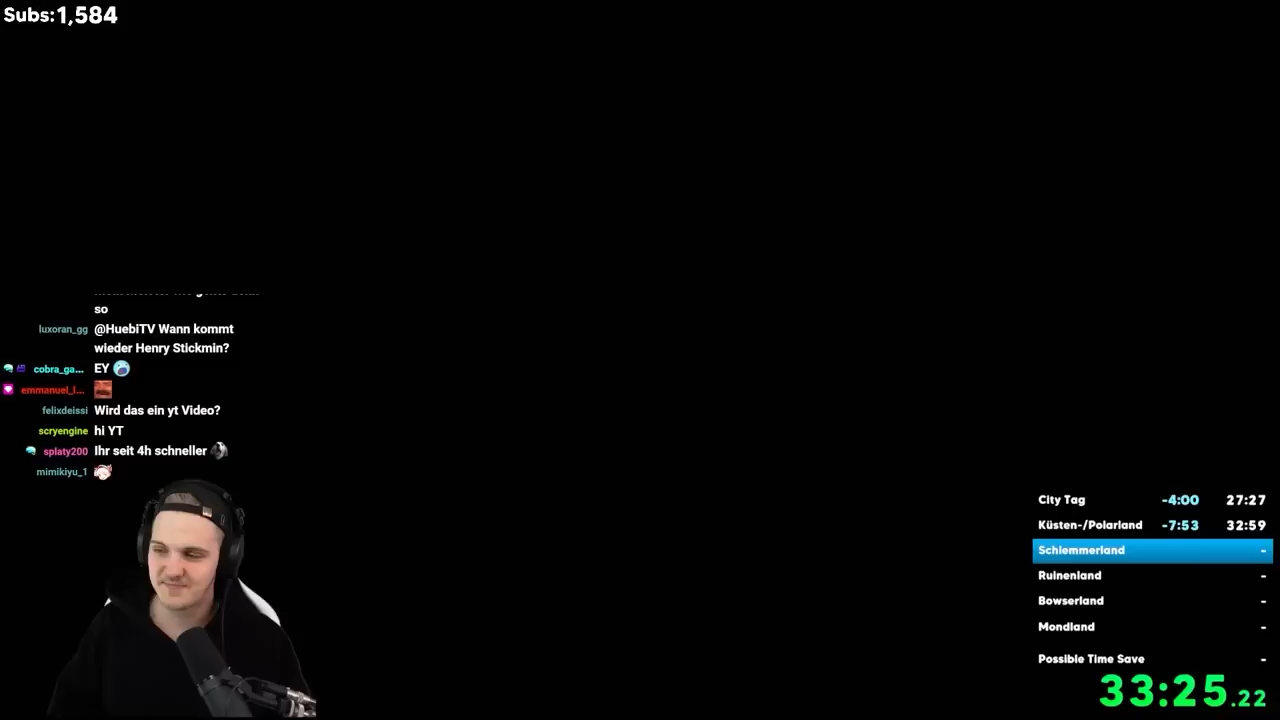 Subs:1,584
so
luxoran_gg @HuebiTV Wann kommt
wieder Henry Stickmin?
cobra_ga... EY
emmanuel_l...
felixdeissi Wird das ein yt Video?
scryengine hi YT
splaty200 Ihr seit 4h schneller
mimikiyu_1
City Tag -4:00 27:27
Küsten-/Polarland -7:53 32:59
Schlemmerland -
Ruinenland -
Bowserland -
Mondland -
Possible Time Save -
33:25.22